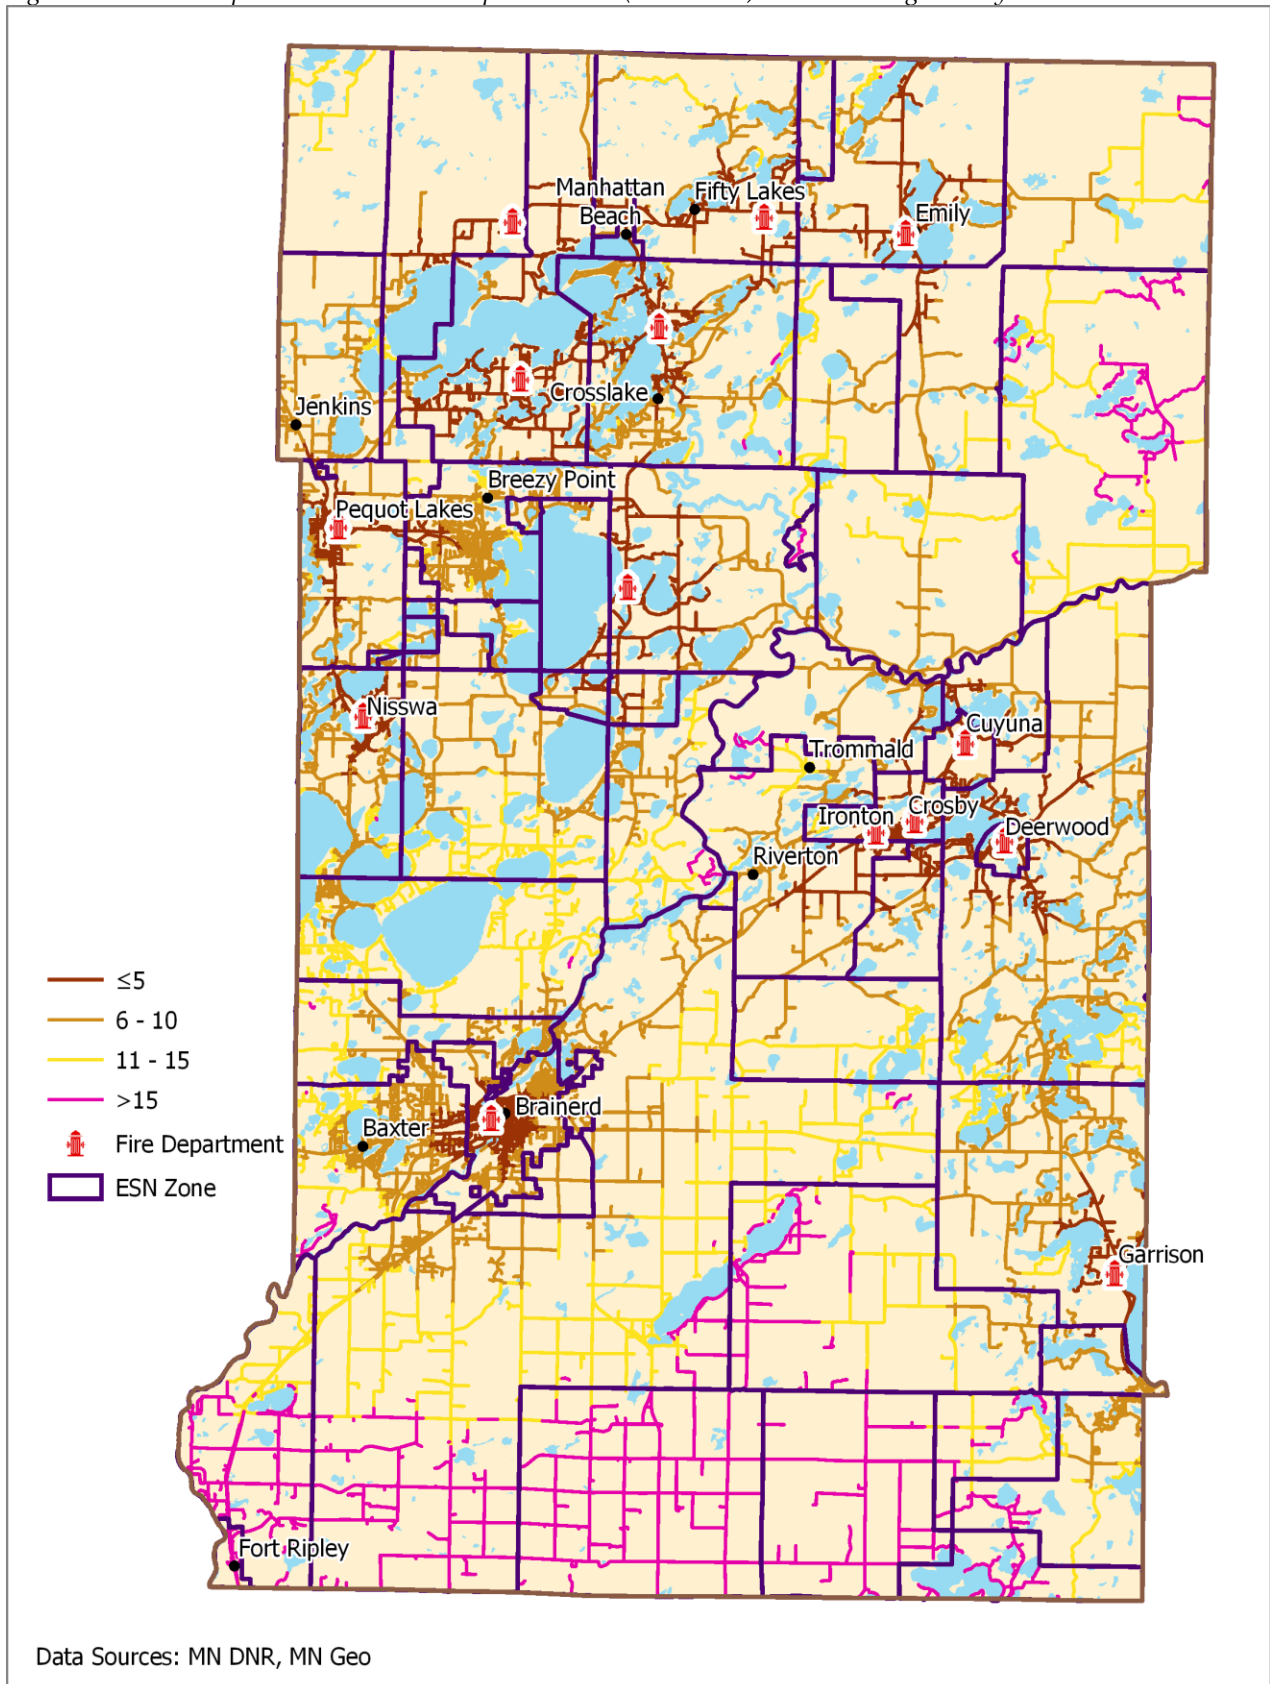 Manhattan
Beach
Fifty Lakes
Emily
Crosslake
Jenkins
Breezy Point
Pequot Lakes
Nisswa
Cuyuna
Trommald
Crosby
Ironton
Deerwood
Riverton
≤5
6 - 10
11 - 15
>15
Fire Department
ESN Zone
Brainerd
Baxter
Garrison
Fort Ripley
Data Sources: MN DNR, MN Geo